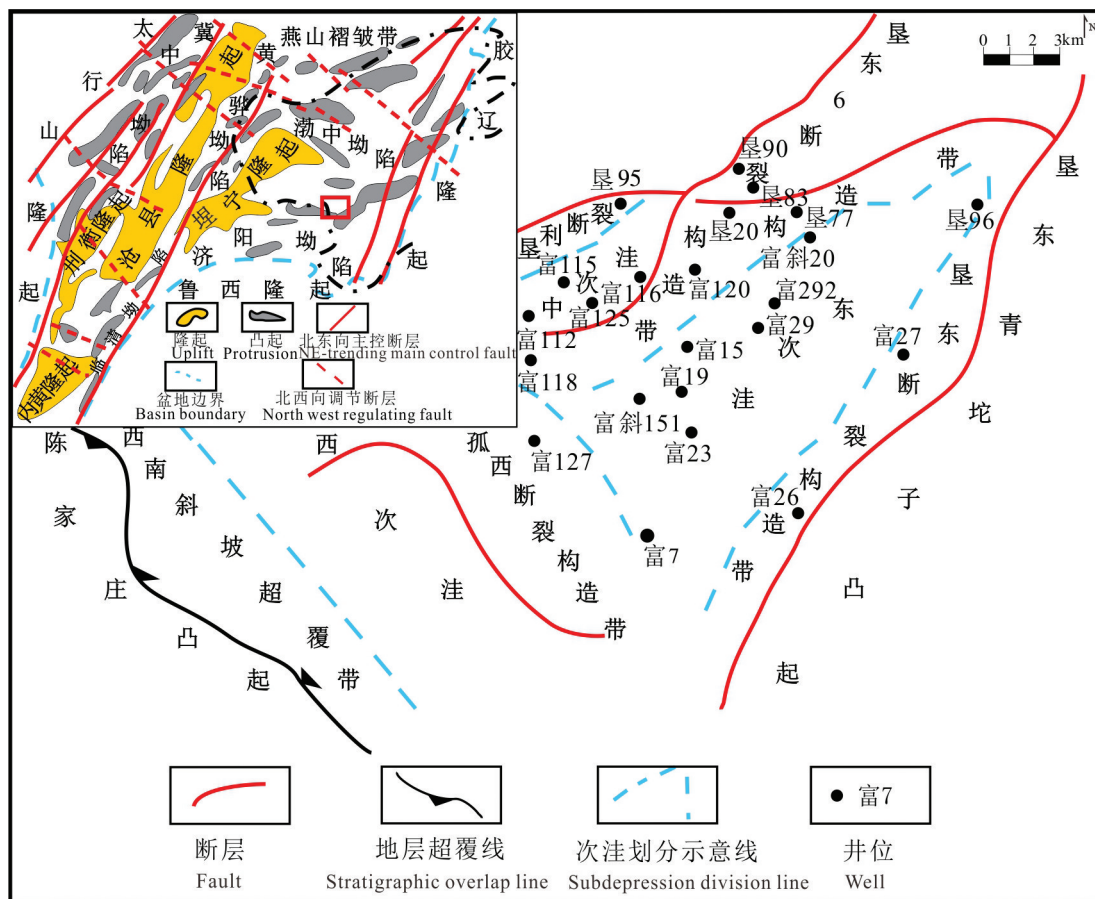 太行山隆起
冀中坳陷
沧县隆起
黄骅坳陷
燕山褶皱带
渤中坳陷
胶辽隆起
埕宁隆起
济阳坳陷
邢衡隆起
临清坳陷
内黄隆起
鲁西隆起
隆起
Uplift
凸起
Protrusion
北东向主控断层
NE-trending main control fault
盆地边界
Basin boundary
北西向调节断层
North west regulating fault
0 1 2 3km
N
垦东6断裂构造带
垦利断裂
中次洼
垦90
垦83
垦95
垦20
垦77
垦96
富斜20
富115
富116
富120
富125
富292
富112
富29
富15
富27
富118
富19
富斜151
富23
富127
富26
富7
东次洼
垦东断裂构造带
青坨子凸起
垦东
孤西断裂构造带
西次洼
西南斜坡超覆带
陈家庄凸起
断层
Fault
地层超覆线
Stratigraphic overlap line
次洼划分示意线
Subdepression division line
富7
井位
Well